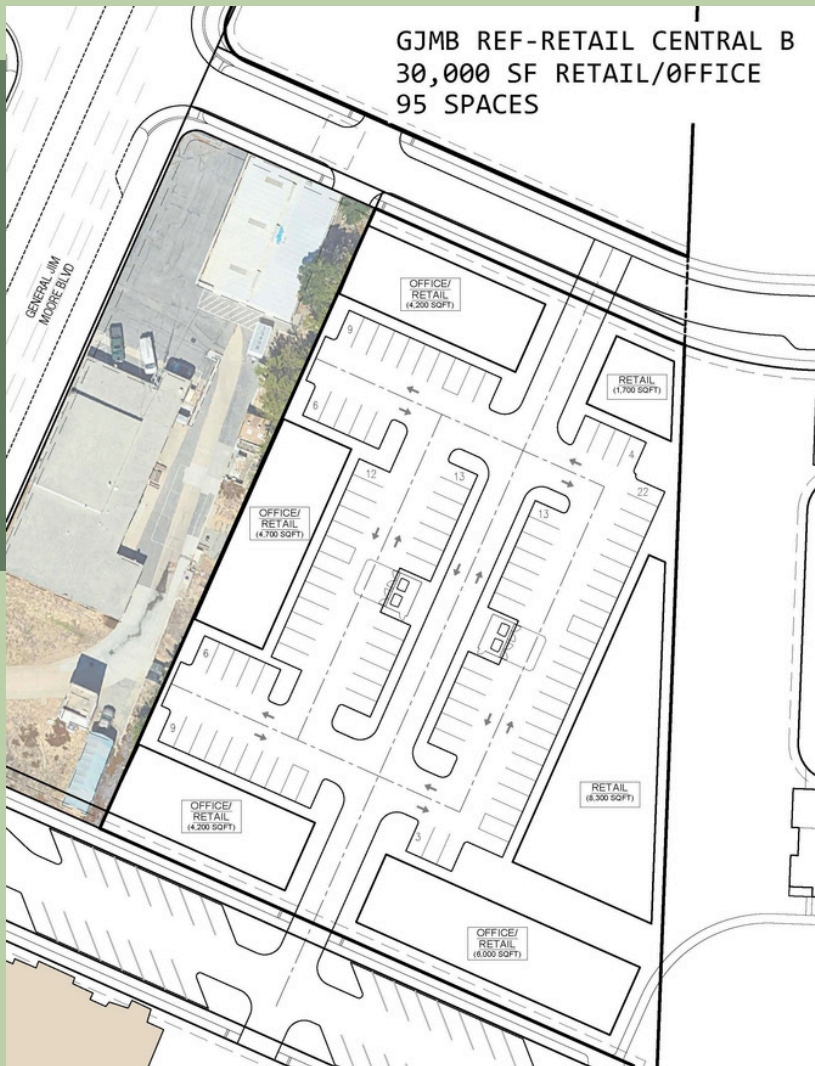 GJMB REF-RETAIL CENTRAL B
30,000 SF RETAIL/0FFICE
95 SPACES
GENERAL JIM
MOORE BLVD
OFFICE/
RETAIL
(4,200 SQFT)
9
RETAIL
(1,700 SQFT)
6
4
12
13
22
13
OFFICE/
RETAIL
(4,700 SQFT)
6
9
RETAIL
(8,300 SQFT)
OFFICE/
RETAIL
(4,200 SQFT)
3
OFFICE/
RETAIL
(6,000 SQFT)